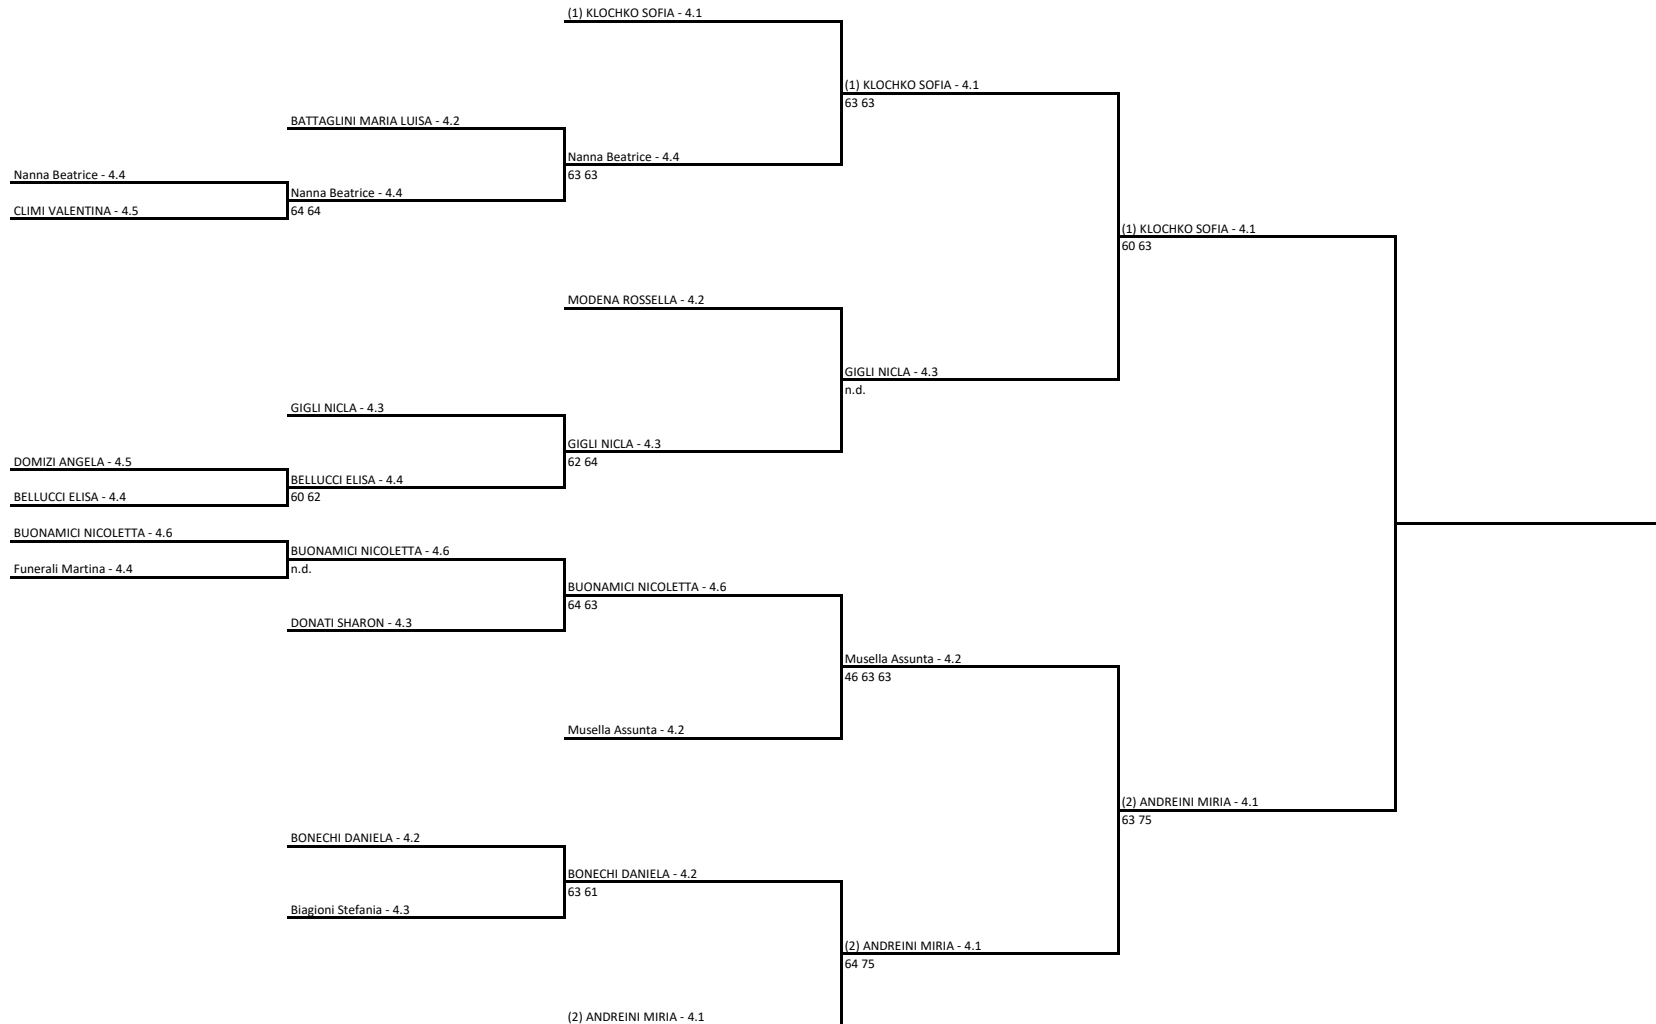 (1) KLOCHKO SOFIA - 4.1
(1) KLOCHKO SOFIA - 4.1
63 63
BATTAGLINI MARIA LUISA - 4.2
Nanna Beatrice - 4.4
63 63
Nanna Beatrice - 4.4
Nanna Beatrice - 4.4
64 64
CLIMI VALENTINA - 4.5
(1) KLOCHKO SOFIA - 4.1
60 63
MODENA ROSSELLA - 4.2
GIGLI NICLA - 4.3
n.d.
GIGLI NICLA - 4.3
GIGLI NICLA - 4.3
62 64
DOMIZI ANGELA - 4.5
BELLUCCI ELISA - 4.4
60 62
BELLUCCI ELISA - 4.4
BUONAMICI NICOLETTA - 4.6
BUONAMICI NICOLETTA - 4.6
n.d.
Funerali Martina - 4.4
BUONAMICI NICOLETTA - 4.6
64 63
DONATI SHARON - 4.3
Musella Assunta - 4.2
46 63 63
Musella Assunta - 4.2
(2) ANDREINI MIRIA - 4.1
63 75
BONECHI DANIELA - 4.2
BONECHI DANIELA - 4.2
63 61
Biagioni Stefania - 4.3
(2) ANDREINI MIRIA - 4.1
64 75
(2) ANDREINI MIRIA - 4.1